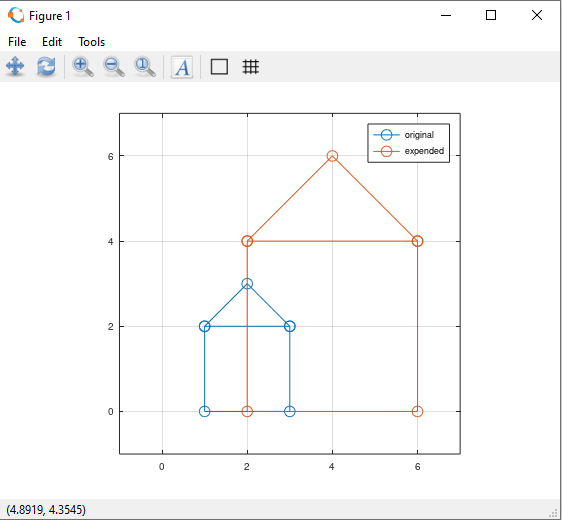 Figure 1
File Edit Tools
A
original
expended
6
4
2
0
0 2 4 6
(4.8919, 4.3545)